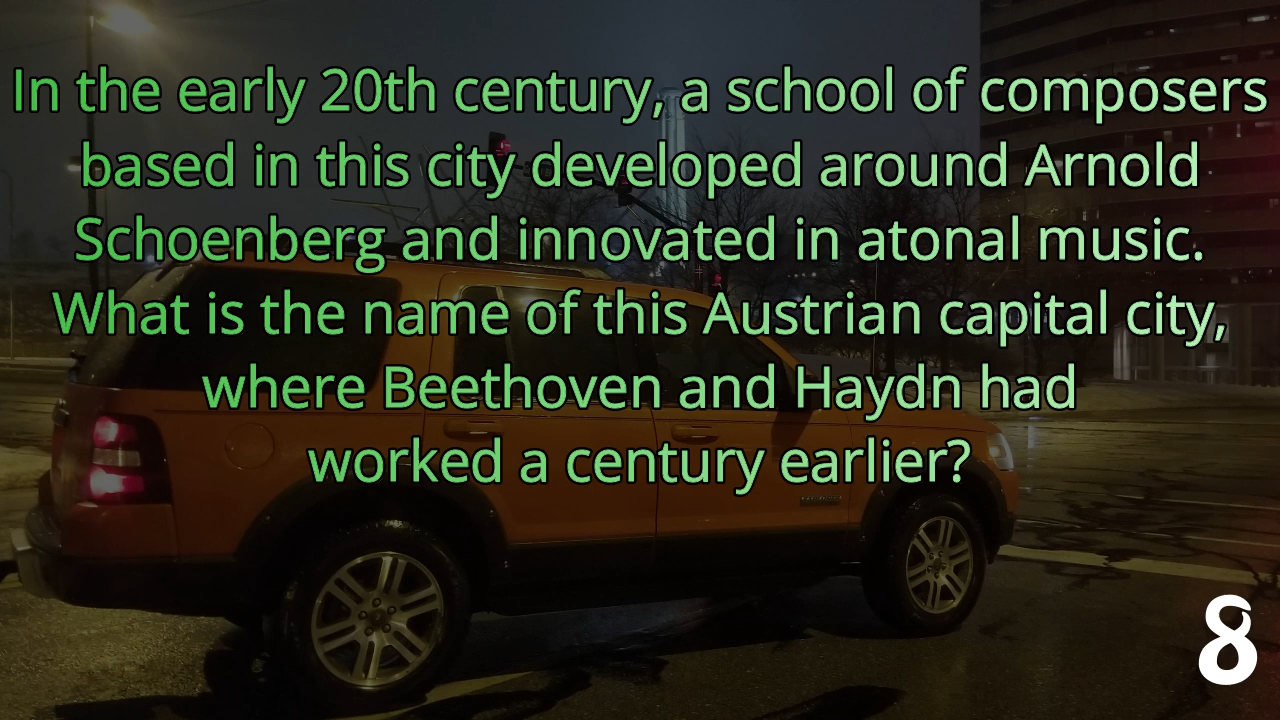 In the early 20th century, a school of composers
based in this city developed around Arnold
Schoenberg and innovated in atonal music.
What is the name of this Austrian capital city,
where Beethoven and Haydn had
worked a century earlier?
8